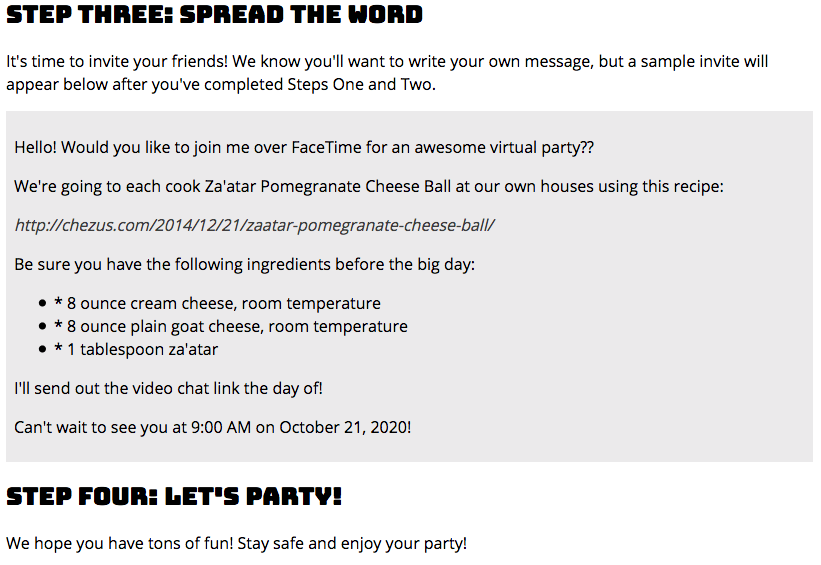 STEP THREE: SPREAD THE WORD
It's time to invite your friends! We know you'll want to write your own message, but a sample invite will
appear below after you've completed Steps One and Two.
Hello! Would you like to join me over FaceTime for an awesome virtual party??
We're going to each cook Za'atar Pomegranate Cheese Ball at our own houses using this recipe:
http://chezus.com/2014/12/21/zaatar-pomegranate-cheese-ball/
Be sure you have the following ingredients before the big day:
• * 8 ounce cream cheese, room temperature
• * 8 ounce plain goat cheese, room temperature
• * 1 tablespoon za'atar
I'll send out the video chat link the day of!
Can't wait to see you at 9:00 AM on October 21, 2020!
STEP FOUR: LET'S PARTY!
We hope you have tons of fun! Stay safe and enjoy your party!